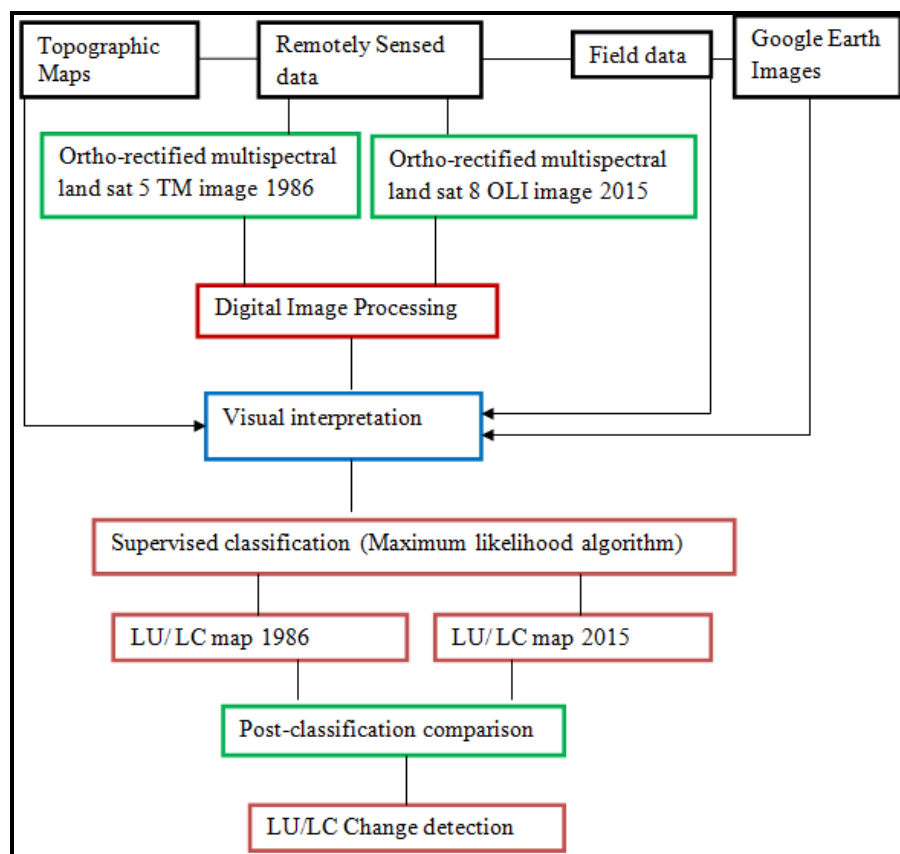 Topographic
Maps
Remotely Sensed
data
Field data
Google Earth
Images
Ortho-rectified multispectral
land sat 5 TM image 1986
Ortho-rectified multispectral
land sat 8 OLI image 2015
Digital Image Processing
Visual interpretation
Supervised classification (Maximum likelihood algorithm)
LU/ LC map 1986
LU/ LC map 2015
Post-classification comparison
LU/LC Change detection